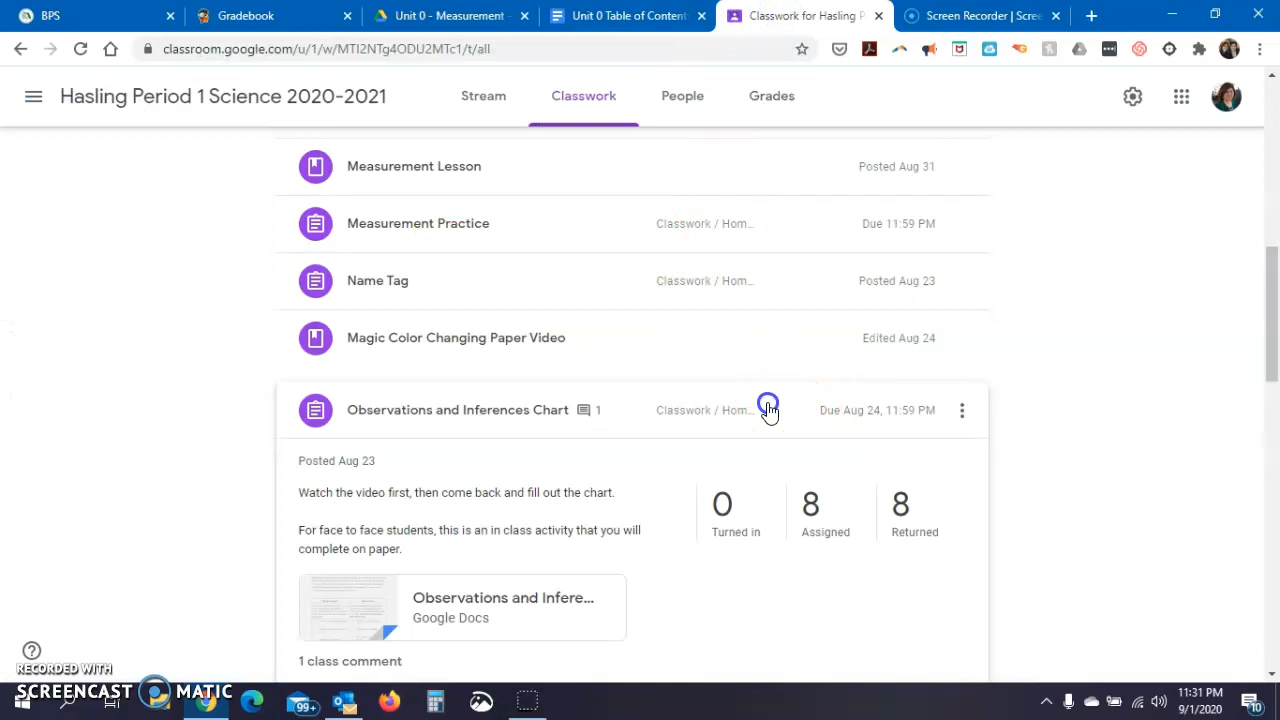 BPS
Gradebook
Unit 0 - Measurement -
Unit 0 Table of Content
Classwork for Hasling P
Screen Recorder | Scree
classroom.google.com/u/1/w/MTI2NTg4ODU2MTc1/t/all
Hasling Period 1 Science 2020-2021
Stream
Classwork
People
Grades
Measurement Lesson
Posted Aug 31
Measurement Practice
Classwork / Hom...
Due 11:59 PM
Name Tag
Classwork / Hom...
Posted Aug 23
Magic Color Changing Paper Video
Edited Aug 24
Observations and Inferences Chart
1
Classwork / Hom...
Due Aug 24, 11:59 PM
Posted Aug 23
Watch the video first, then come back and fill out the chart.
For face to face students, this is an in class activity that you will
complete on paper.
0
Turned in
8
Assigned
8
Returned
Observations and Infere...
Google Docs
1 class comment
RECORDED WITH
SCREENCAST MATIC
99+
11:31 PM
9/1/2020
10